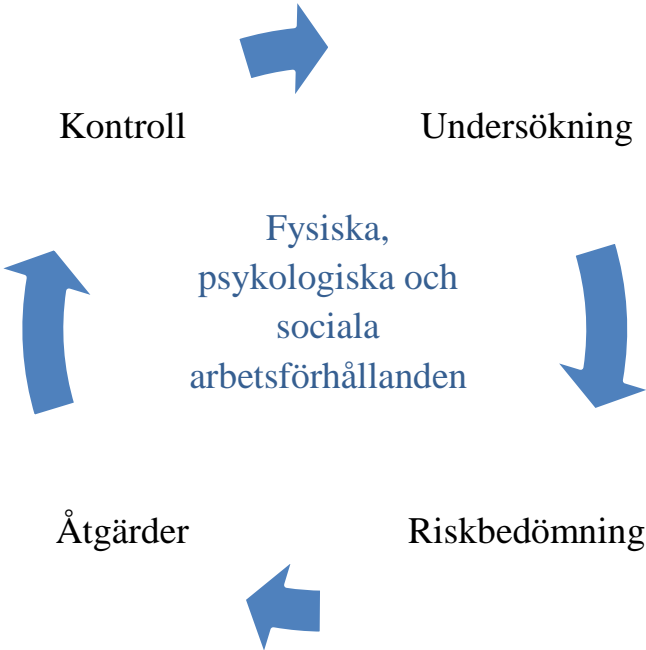 Kontroll
Undersökning
Fysiska,
psykologiska och
sociala
arbetsförhållanden
Åtgärder
Riskbedömning